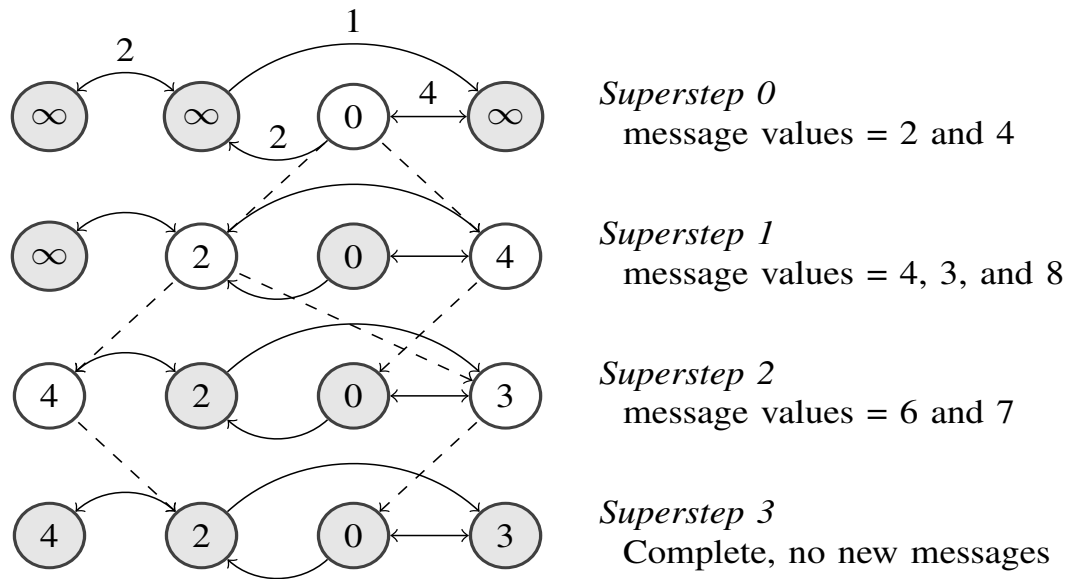 2
1
∞ ∞ 0 4 ∞
2
Superstep 0
message values = 2 and 4
∞ 2 0 4
Superstep 1
message values = 4, 3, and 8
4 2 0 3
Superstep 2
message values = 6 and 7
4 2 0 3
Superstep 3
Complete, no new messages